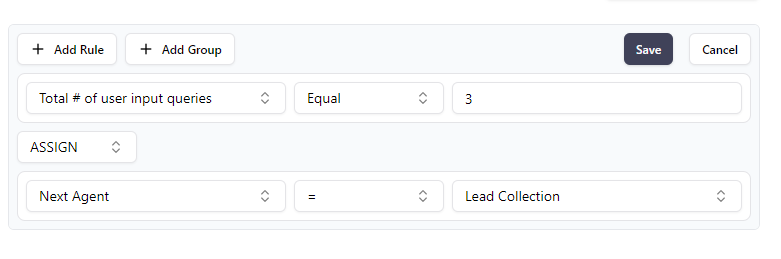 + Add Rule + Add Group Save Cancel
Total # of user input queries Equal 3
ASSIGN
Next Agent = Lead Collection